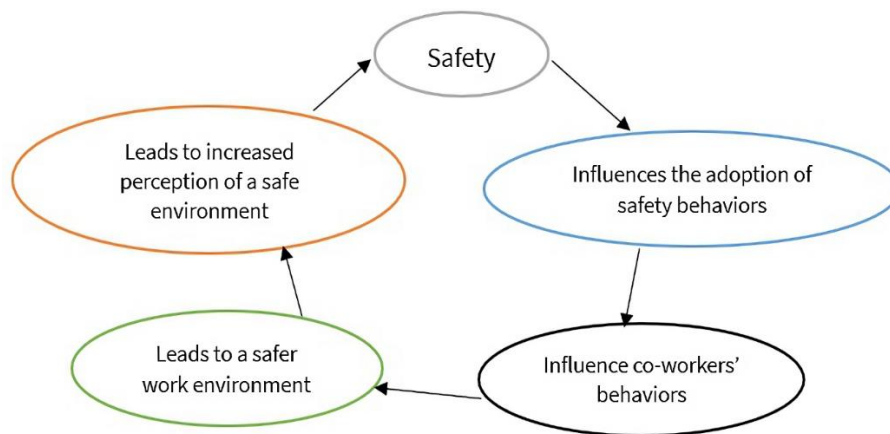 Safety
Influences the adoption of
safety behaviors
Influence co-workers’
behaviors
Leads to a safer
work environment
Leads to increased
perception of a safe
environment